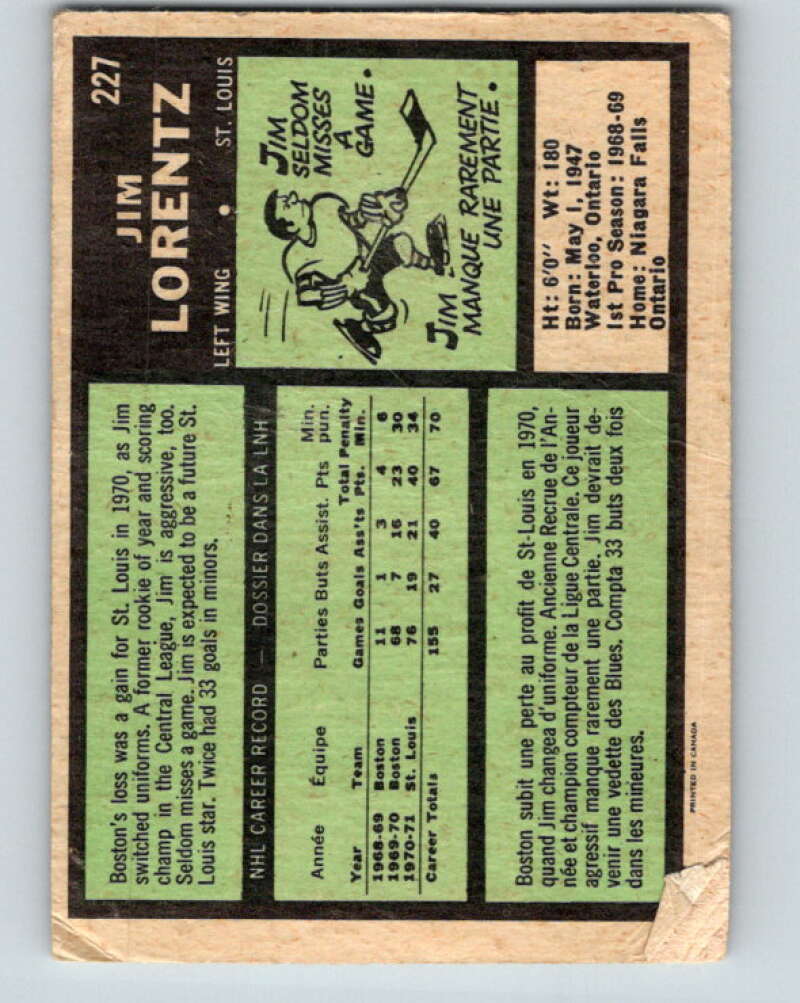 227
JIM
LORENTZ
LEFT WING • ST. LOUIS
Boston's loss was a gain for St. Louis in 1970, as Jim
switched uniforms. A former rookie of year and scoring
champ in the Central League, Jim is aggressive, too.
Seldom misses a game. Jim is expected to be a future St.
Louis star. Twice had 33 goals in minors.
JIM
SELDOM
MISSES
A
GAME.
JIM
MANQUE RAREMENT
UNE PARTIE.
NHL CAREER RECORD — DOSSIER DANS LA LNH
Année Équipe Parties Buts Assist. Pts Min. pun.
Year Team Games Goals Ass'ts Total Pts. Penalty Min.
1968-69 Boston 11 1 3 4 6
1969-70 Boston 68 7 16 23 30
1970-71 St. Louis 76 19 21 40 34
Career Totals 155 27 40 67 70
Ht: 6'0" Wt: 180
Born: May 1, 1947
Waterloo, Ontario
1st Pro Season: 1968-69
Home: Niagara Falls
Ontario
Boston subit une perte au profit de St-Louis en 1970,
quand Jim changea d'uniforme. Ancienne Recrue de l'An-
née et champion compteur de la Ligue Centrale. Ce joueur
agressif manque rarement une partie. Jim devrait de-
venir une vedette des Blues. Compta 33 buts deux fois
dans les mineures.
PRINTED IN CANADA